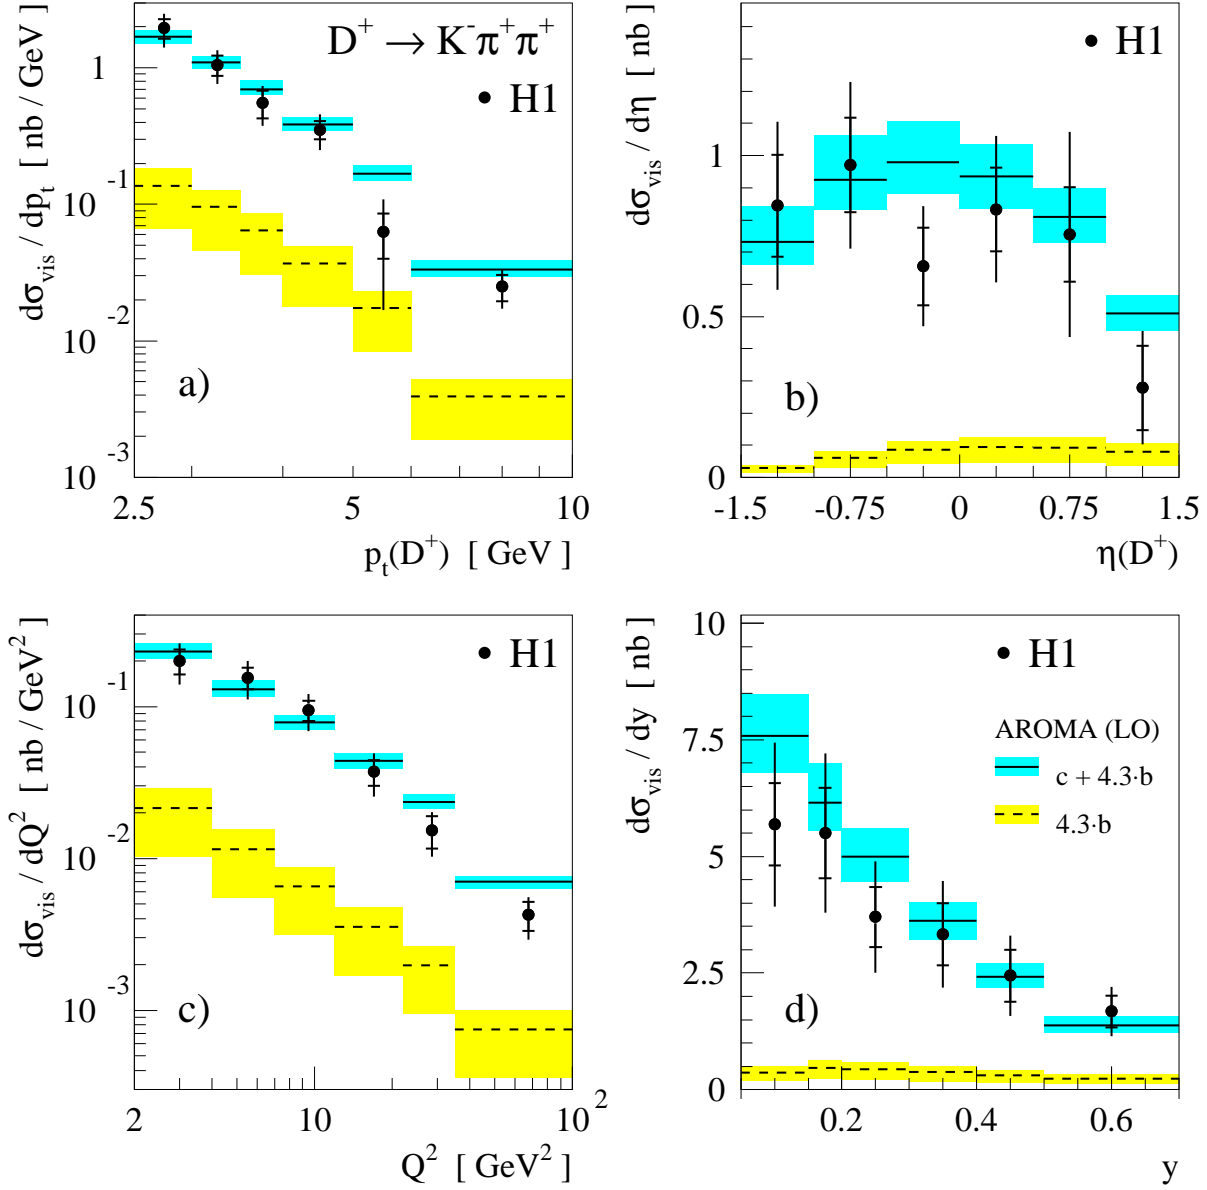 dσ_vis / dp_t [ nb / GeV ]
D⁺ → K⁻π⁺π⁺
H1
1
10⁻¹
10⁻²
10⁻³
a)
2.5 5 10
p_t(D⁺) [ GeV ]
dσ_vis / dη [ nb ]
H1
1
0.5
0
b)
-1.5 -0.75 0 0.75 1.5
η(D⁺)
dσ_vis / dQ² [ nb / GeV² ]
H1
10⁻¹
10⁻²
10⁻³
c)
2 10 10²
Q² [ GeV² ]
dσ_vis / dy [ nb ]
H1
10
7.5
5
2.5
0
AROMA (LO)
c + 4.3·b
4.3·b
d)
0.2 0.4 0.6
y